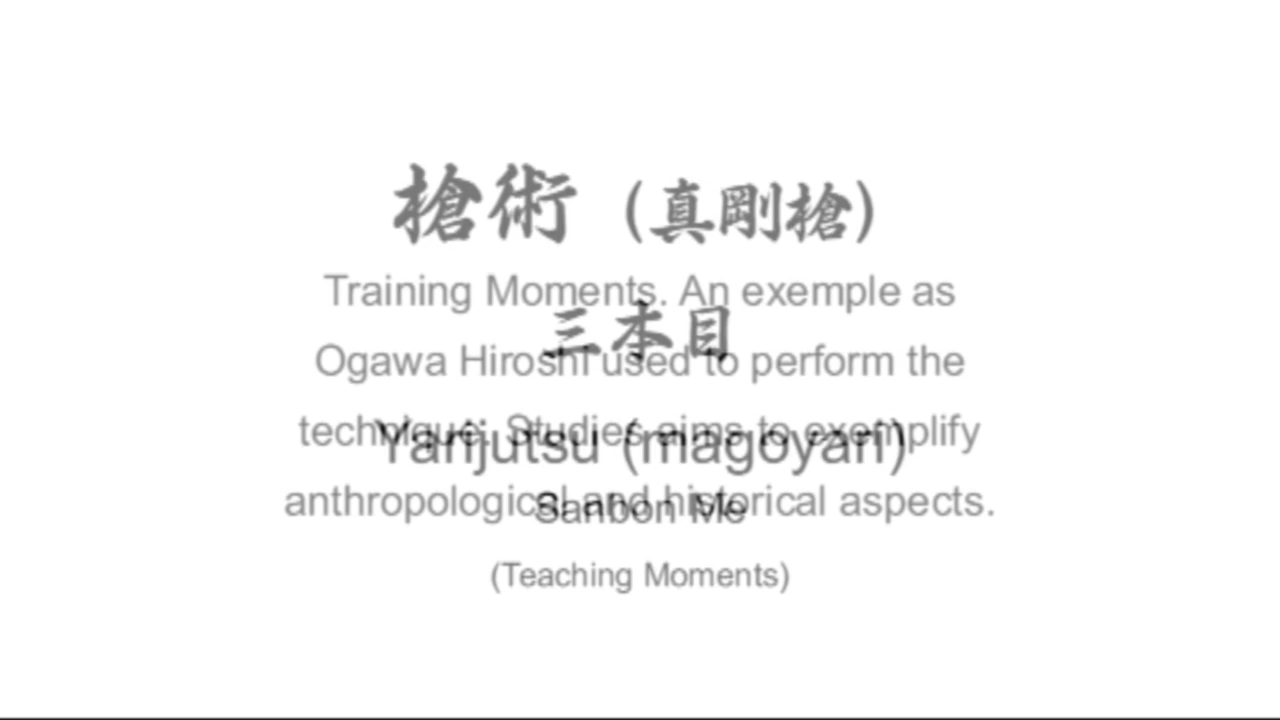 槍術（真剛槍）
Training Moments. An exemple as
三本目
Ogawa Hiroshi used to perform the
technique. Studies aims to exemplify
Yarijutsu (magoyari)
anthropological and historical aspects.
Sanbon Me
(Teaching Moments)